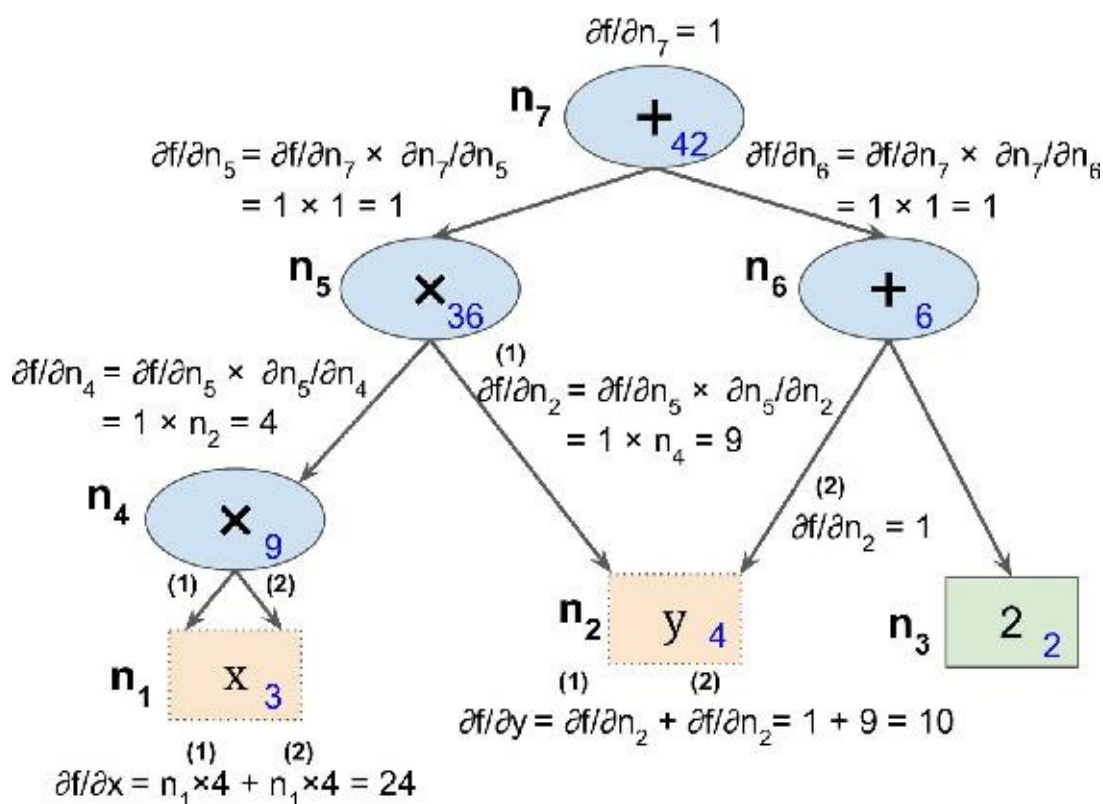 ∂f/∂n₇ = 1
n₇
+
42
∂f/∂n₅ = ∂f/∂n₇ × ∂n₇/∂n₅
= 1 × 1 = 1
∂f/∂n₆ = ∂f/∂n₇ × ∂n₇/∂n₆
= 1 × 1 = 1
n₅
×
36
n₆
+
6
∂f/∂n₄ = ∂f/∂n₅ × ∂n₅/∂n₄
= 1 × n₂ = 4
(1)
∂f/∂n₂ = ∂f/∂n₅ × ∂n₅/∂n₂
= 1 × n₄ = 9
(2)
∂f/∂n₂ = 1
n₄
×
9
(1) (2)
n₁
x
3
n₂
y
4
n₃
2
2
(1) (2)
∂f/∂y = ∂f/∂n₂ + ∂f/∂n₂= 1 + 9 = 10
(1) (2)
∂f/∂x = n₁×4 + n₁×4 = 24